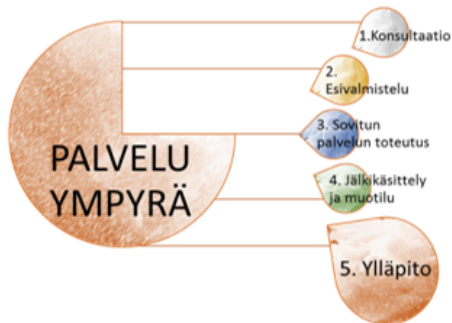 PALVELU
YMPYRÄ
1.Konsultaatio
2.
Esivalmistelu
3. Sovitun
palvelun toteutus
4. Jälkikäsittely
ja muotilu
5. Ylläpito